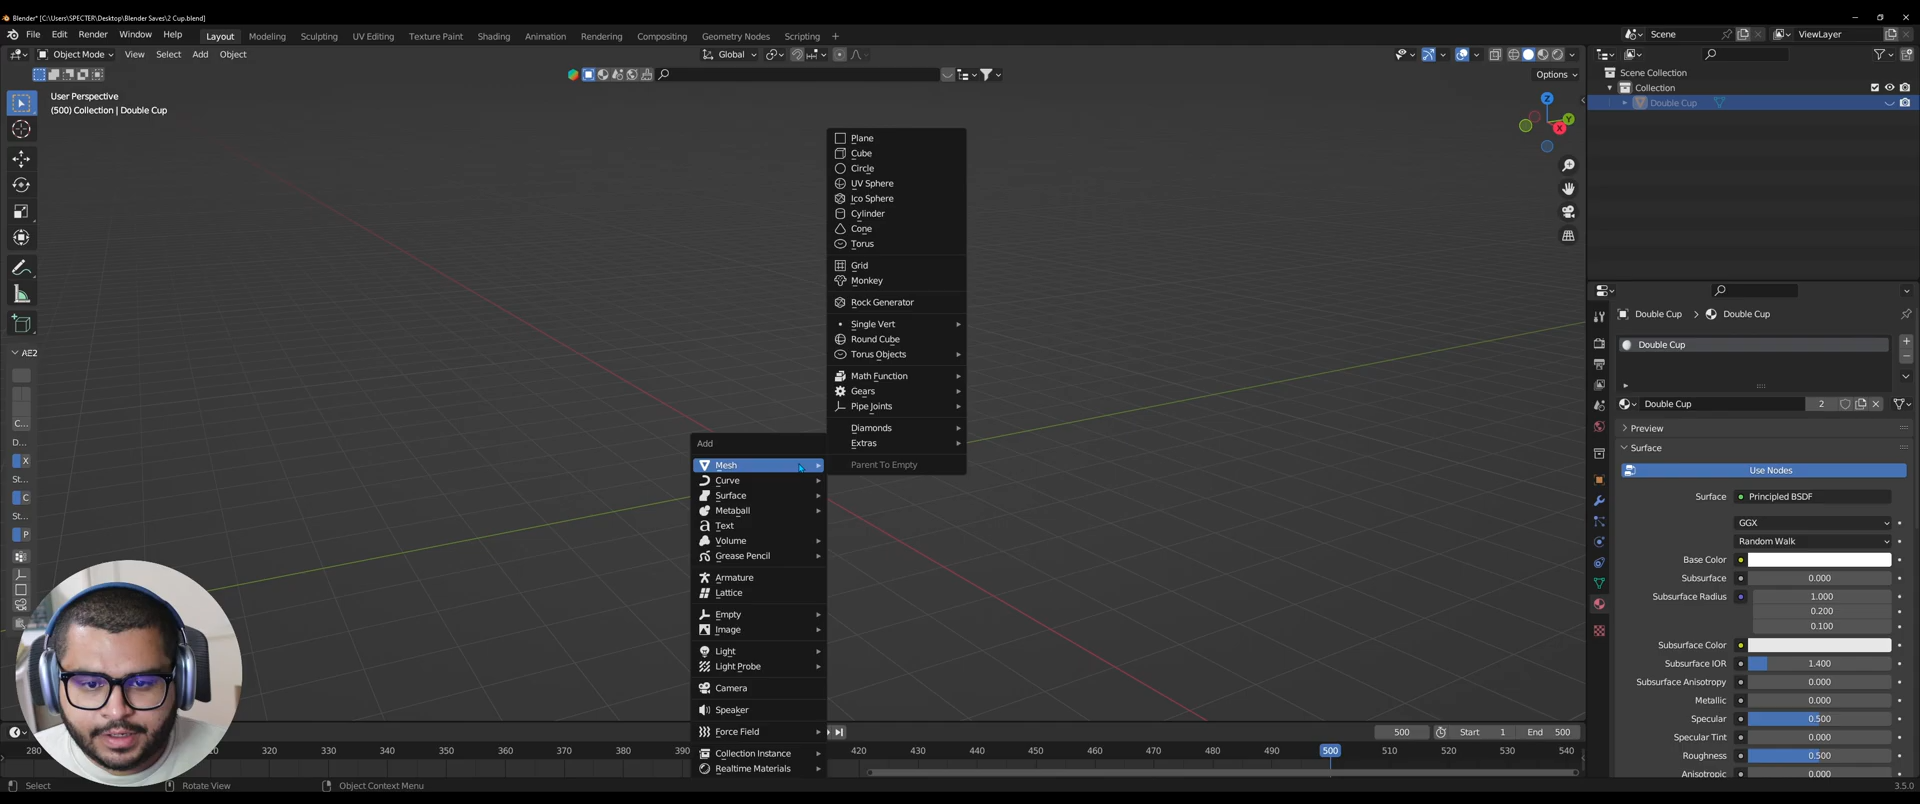 Blender* [C:\Users\SPECTER\Desktop\Blender Saves\2 Cup.blend]
File Edit Render Window Help Layout Modeling Sculpting UV Editing Texture Paint Shading Animation Rendering Compositing Geometry Nodes Scripting + Scene ViewLayer
Object Mode View Select Add Object Global
Options
User Perspective
(500) Collection | Double Cup
Z
Y
X
Scene Collection
Collection
Double Cup
Plane
Cube
Circle
UV Sphere
Ico Sphere
Cylinder
Cone
Torus
Grid
Monkey
Rock Generator
Single Vert
Round Cube
Torus Objects
Math Function
Gears
Pipe Joints
Diamonds
Extras
Parent To Empty
Add
Mesh
Curve
Surface
Metaball
Text
Volume
Grease Pencil
Armature
Lattice
Empty
Image
Light
Light Probe
Camera
Speaker
Force Field
Collection Instance
Realtime Materials
AE2
C...
D...
X
St...
C
St...
P
Double Cup > Double Cup
Double Cup
Double Cup 2
Preview
Surface
Use Nodes
Surface Principled BSDF
GGX
Random Walk
Base Color
Subsurface 0.000
Subsurface Radius 1.000
0.200
0.100
Subsurface Color
Subsurface IOR 1.400
Subsurface Anisotropy 0.000
Metallic 0.000
Specular 0.500
Specular Tint 0.000
Roughness 0.500
Anisotropic 0.000
500 Start 1 End 500
280 320 330 340 350 360 370 380 390 420 430 440 450 460 470 480 490 500 510 520 530 540
Select Rotate View Object Context Menu 3.5.0